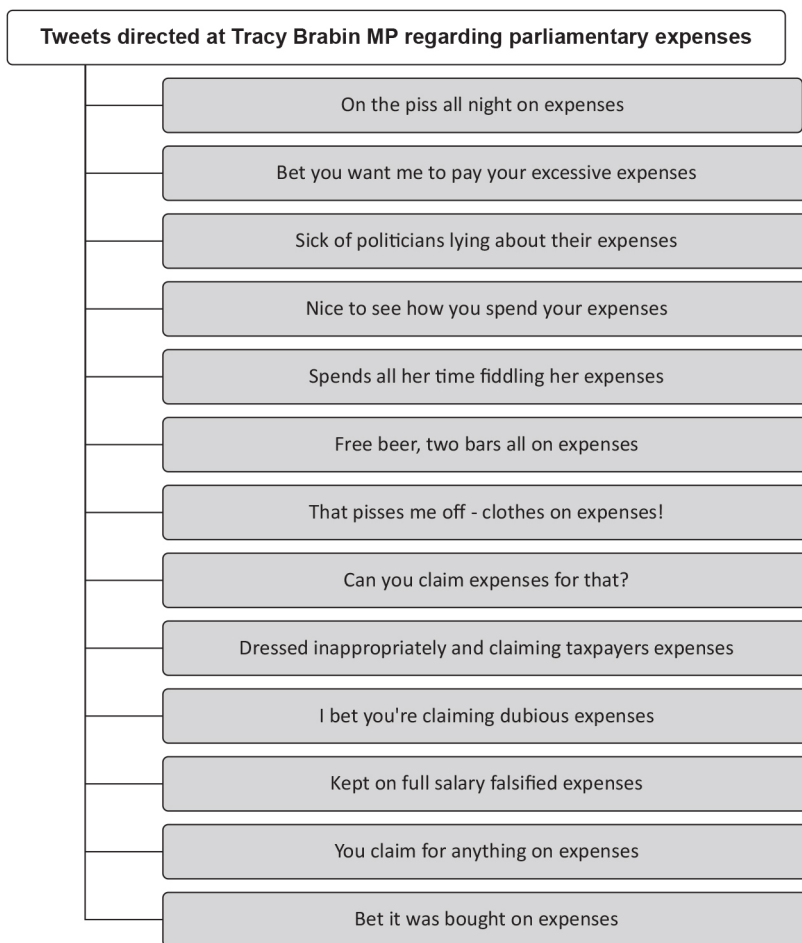 Tweets directed at Tracy Brabin MP regarding parliamentary expenses
On the piss all night on expenses
Bet you want me to pay your excessive expenses
Sick of politicians lying about their expenses
Nice to see how you spend your expenses
Spends all her time fiddling her expenses
Free beer, two bars all on expenses
That pisses me off - clothes on expenses!
Can you claim expenses for that?
Dressed inappropriately and claiming taxpayers expenses
I bet you're claiming dubious expenses
Kept on full salary falsified expenses
You claim for anything on expenses
Bet it was bought on expenses